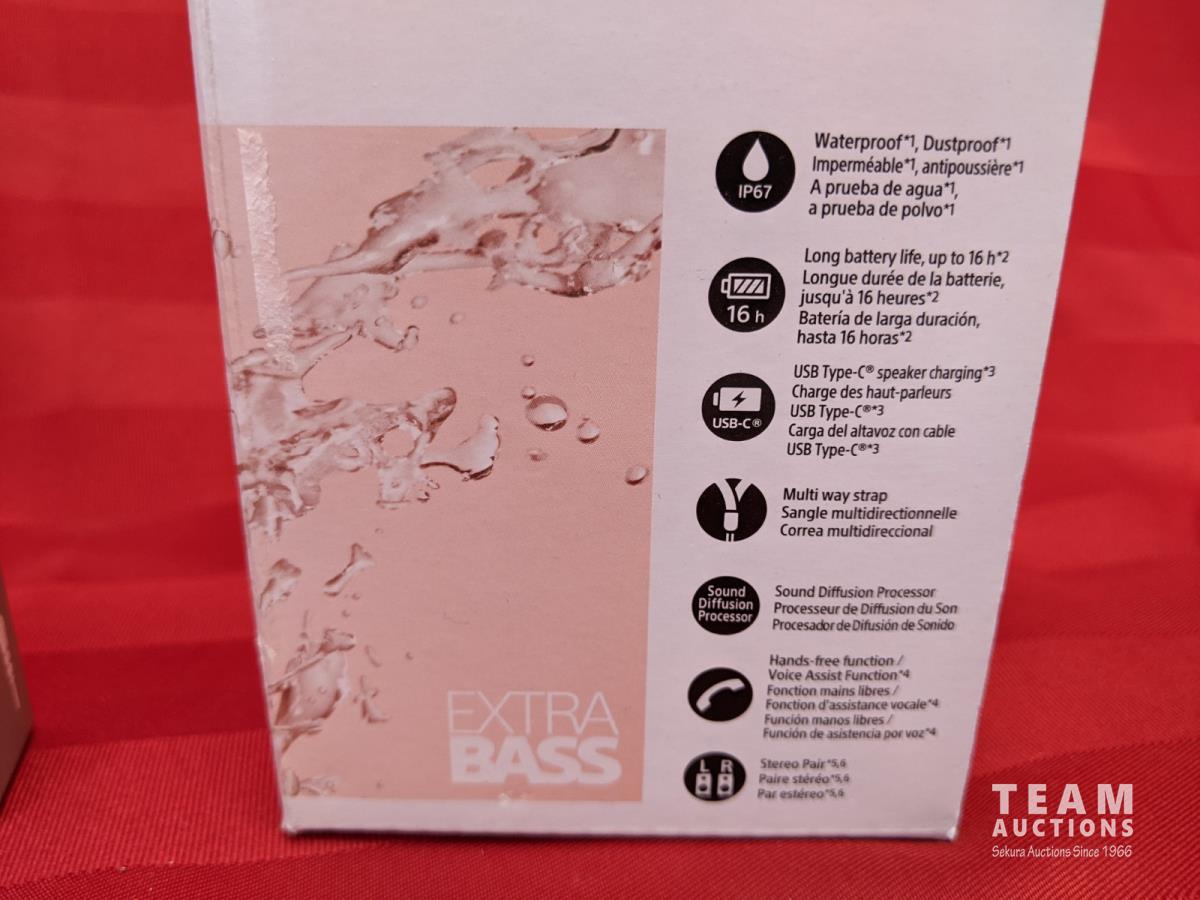 IP67
Waterproof*1, Dustproof*1
Imperméable*1, antipoussière*1
A prueba de agua*1,
a prueba de polvo*1
16 h
Long battery life, up to 16 h*2
Longue durée de la batterie,
jusqu'à 16 heures*2
Batería de larga duración,
hasta 16 horas*2
USB-C®
USB Type-C® speaker charging*3
Charge des haut-parleurs
USB Type-C®*3
Carga del altavoz con cable
USB Type-C®*3
Multi way strap
Sangle multidirectionnelle
Correa multidireccional
Sound
Diffusion
Processor
Sound Diffusion Processor
Processeur de Diffusion du Son
Procesador de Difusión de Sonido
Hands-free function /
Voice Assist Function*4
Fonction mains libres /
Fonction d'assistance vocale*4
Función manos libres /
Función de asistencia por voz*4
L R
Stereo Pair*5,6
Paire stéréo*5,6
Par estéreo*5,6
EXTRA
BASS
TEAM
AUCTIONS
Sekura Auctions Since 1966